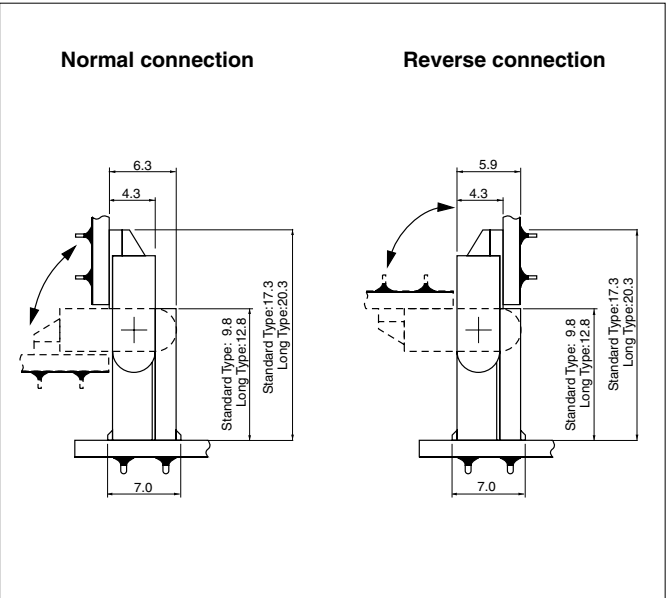 Normal connection
Reverse connection
6.3
4.3
Standard Type: 9.8
Long Type:12.8
Standard Type:17.3
Long Type:20.3
7.0
5.9
4.3
Standard Type: 9.8
Long Type:12.8
Standard Type:17.3
Long Type:20.3
7.0